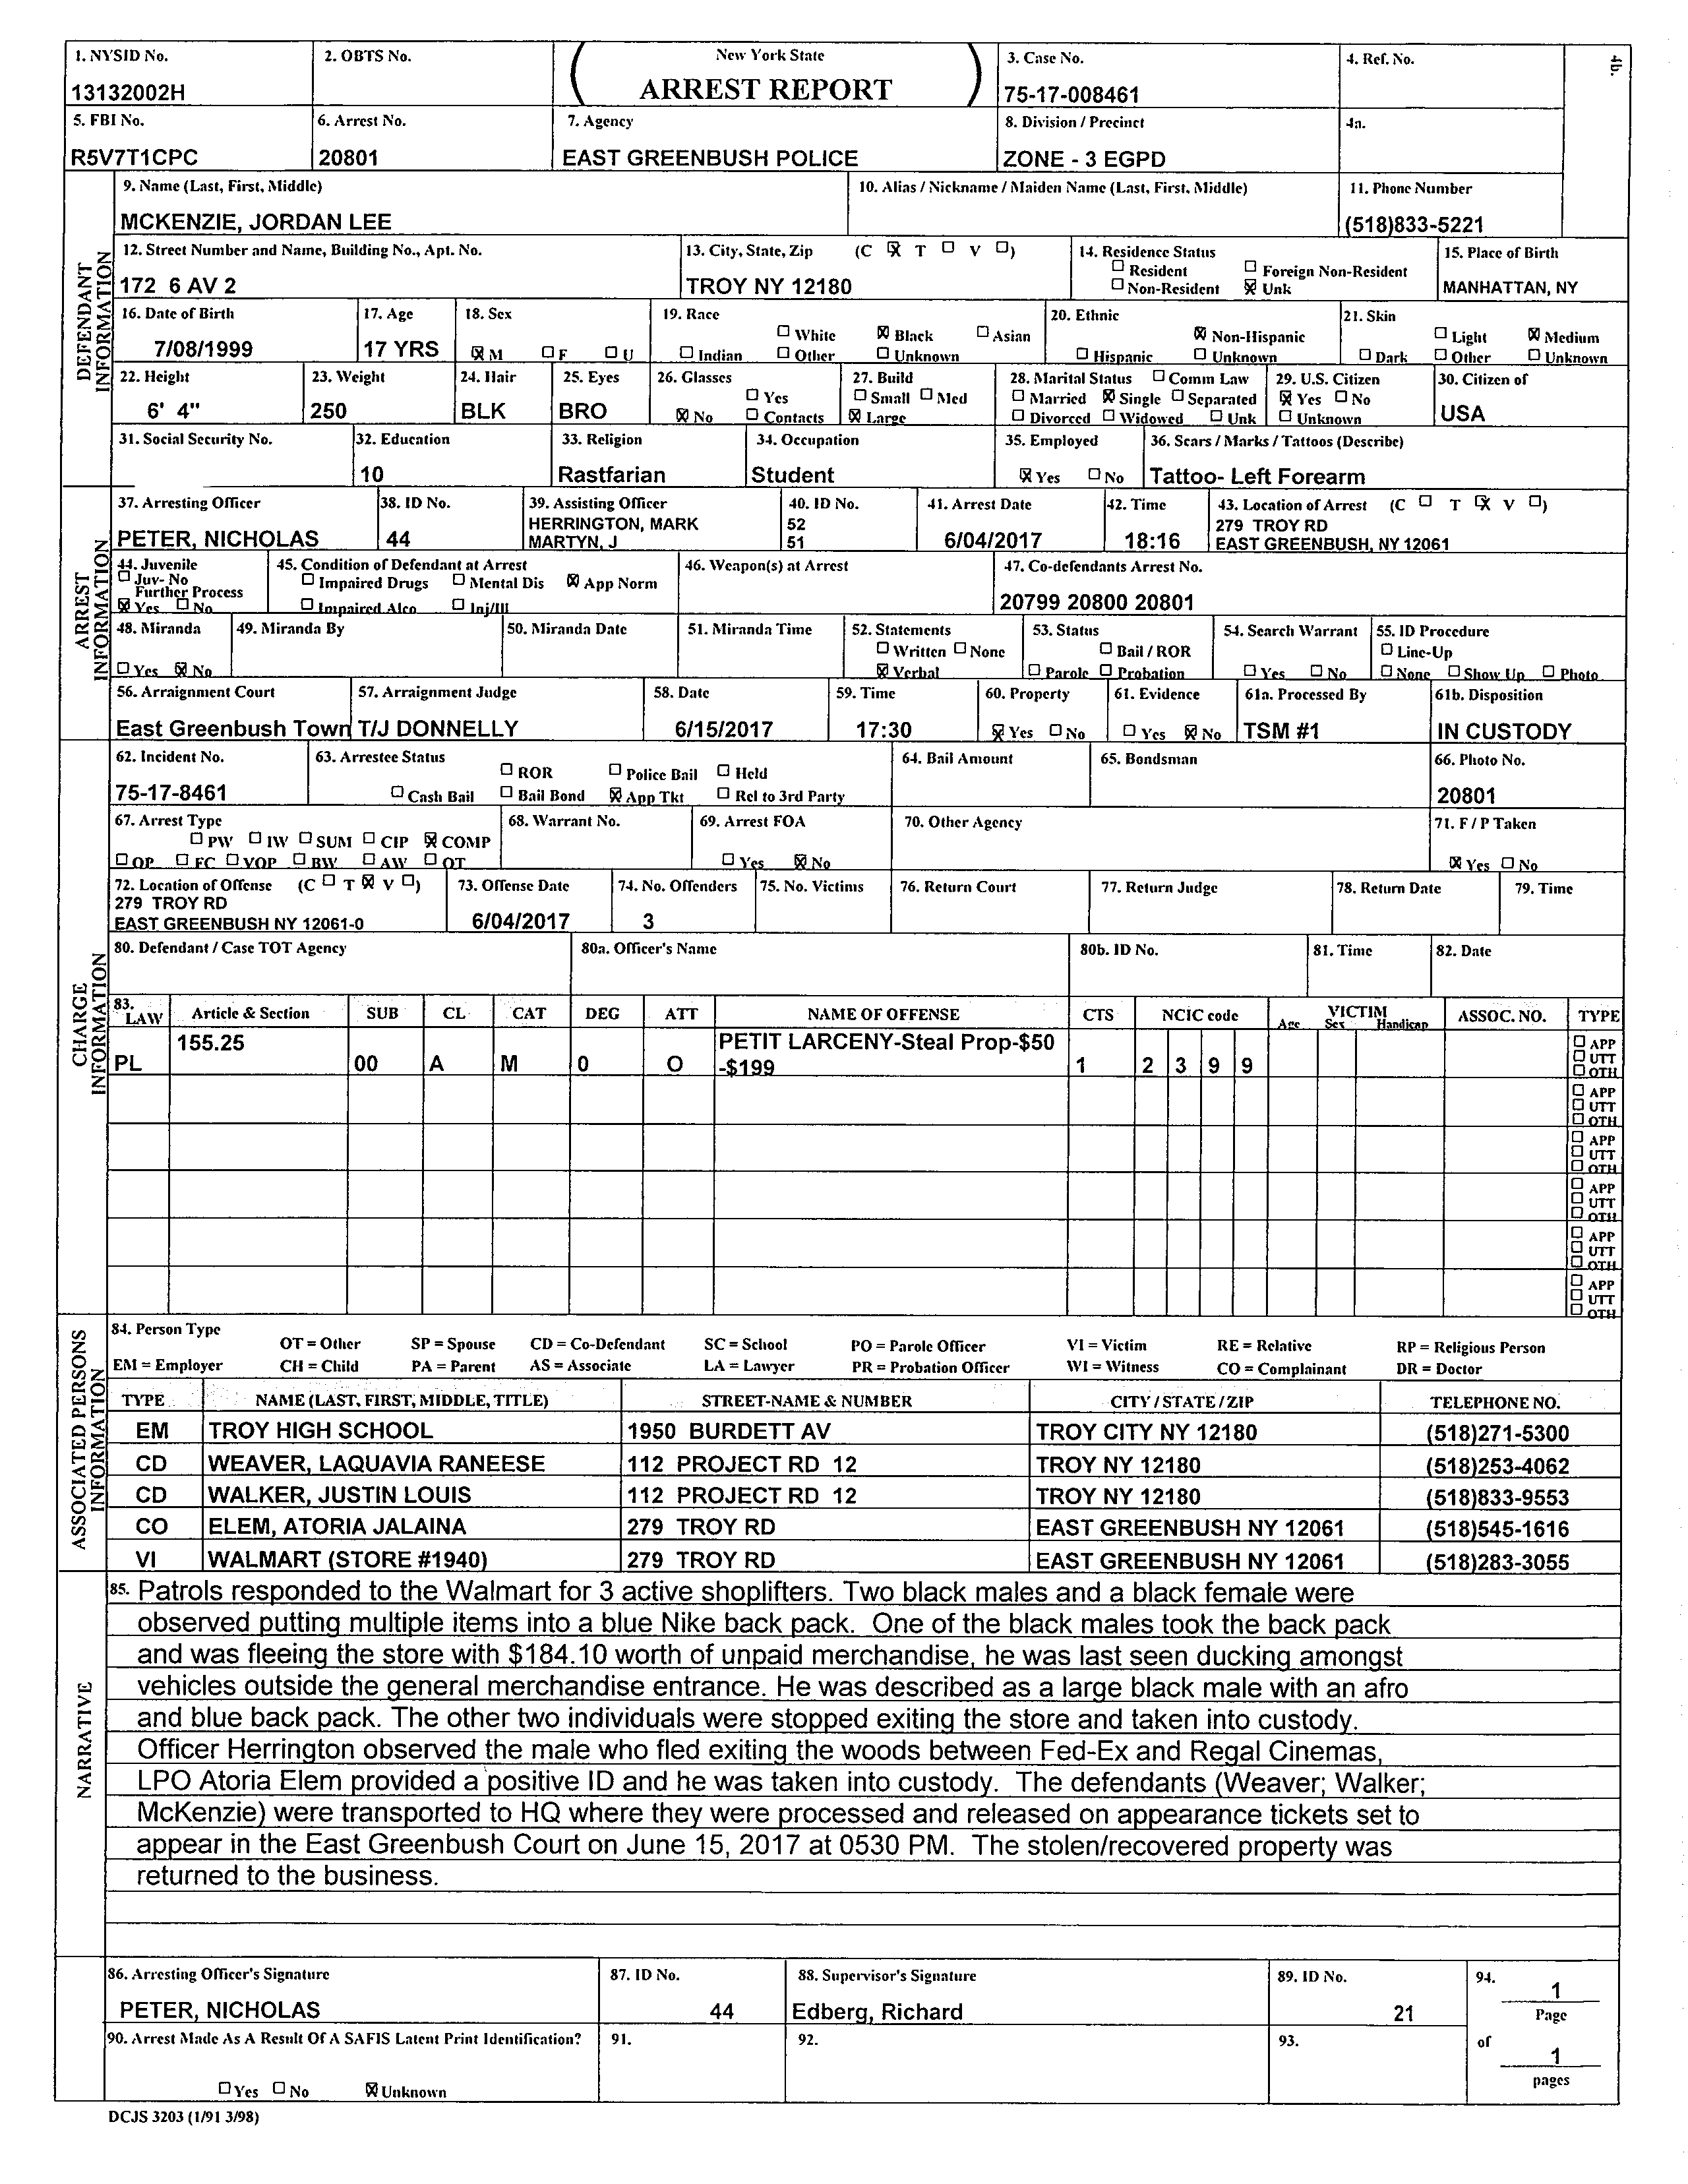 1. NYSID No. 2. OBTS No. New York State 3. Case No. 4. Ref. No. 4b.
13132002H ARREST REPORT 75-17-008461
5. FBI No. 6. Arrest No. 7. Agency 8. Division / Precinct 4a.
R5V7T1CPC 20801 EAST GREENBUSH POLICE ZONE - 3 EGPD
DEFENDANT INFORMATION
9. Name (Last, First, Middle) 10. Alias / Nickname / Maiden Name (Last, First, Middle) 11. Phone Number
MCKENZIE, JORDAN LEE (518)833-5221
12. Street Number and Name, Building No., Apt. No. 13. City, State, Zip (C T V ) 14. Residence Status 15. Place of Birth
Resident Foreign Non-Resident
172 6 AV 2 TROY NY 12180 Non-Resident Unk MANHATTAN, NY
16. Date of Birth 17. Age 18. Sex 19. Race 20. Ethnic 21. Skin
White Black Asian Non-Hispanic Light Medium
7/08/1999 17 YRS M F U Indian Other Unknown Hispanic Unknown Dark Other Unknown
22. Height 23. Weight 24. Hair 25. Eyes 26. Glasses 27. Build 28. Marital Status Comm Law 29. U.S. Citizen 30. Citizen of
Yes Small Med Married Single Separated Yes No
6' 4" 250 BLK BRO No Contacts Large Divorced Widowed Unk Unknown USA
31. Social Security No. 32. Education 33. Religion 34. Occupation 35. Employed 36. Scars / Marks / Tattoos (Describe)
10 Rastfarian Student Yes No Tattoo- Left Forearm
ARREST INFORMATION
37. Arresting Officer 38. ID No. 39. Assisting Officer 40. ID No. 41. Arrest Date 42. Time 43. Location of Arrest (C T V )
HERRINGTON, MARK 52 279 TROY RD
PETER, NICHOLAS 44 MARTYN, J 51 6/04/2017 18:16 EAST GREENBUSH, NY 12061
44. Juvenile 45. Condition of Defendant at Arrest 46. Weapon(s) at Arrest 47. Co-defendants Arrest No.
Juv- No Impaired Drugs Mental Dis App Norm
Further Process
Yes No Impaired Alco Inj/Ill 20799 20800 20801
48. Miranda 49. Miranda By 50. Miranda Date 51. Miranda Time 52. Statements 53. Status 54. Search Warrant 55. ID Procedure
Written None Bail / ROR Line-Up
Yes No Verbal Parole Probation Yes No None Show Up Photo
56. Arraignment Court 57. Arraignment Judge 58. Date 59. Time 60. Property 61. Evidence 61a. Processed By 61b. Disposition
East Greenbush Town T/J DONNELLY 6/15/2017 17:30 Yes No Yes No TSM #1 IN CUSTODY
62. Incident No. 63. Arrestee Status 64. Bail Amount 65. Bondsman 66. Photo No.
ROR Police Bail Held
75-17-8461 Cash Bail Bail Bond App Tkt Rel to 3rd Party 20801
67. Arrest Type 68. Warrant No. 69. Arrest FOA 70. Other Agency 71. F / P Taken
PW IW SUM CIP COMP
OP FC VOP BW AW OT Yes No Yes No
72. Location of Offense (C T V ) 73. Offense Date 74. No. Offenders 75. No. Victims 76. Return Court 77. Return Judge 78. Return Date 79. Time
279 TROY RD
EAST GREENBUSH NY 12061-0 6/04/2017 3
80. Defendant / Case TOT Agency 80a. Officer's Name 80b. ID No. 81. Time 82. Date
CHARGE INFORMATION
83. LAW Article & Section SUB CL CAT DEG ATT NAME OF OFFENSE CTS NCIC code VICTIM Age Sex Handicap ASSOC. NO. TYPE
155.25 PETIT LARCENY-Steal Prop-$50 APP
UTT
PL 00 A M 0 O -$199 1 2 3 9 9 OTH
APP
UTT
OTH
APP
UTT
OTH
APP
UTT
OTH
APP
UTT
OTH
APP
UTT
OTH
ASSOCIATED PERSONS INFORMATION
84. Person Type
OT = Other SP = Spouse CD = Co-Defendant SC = School PO = Parole Officer VI = Victim RE = Relative RP = Religious Person
EM = Employer CH = Child PA = Parent AS = Associate LA = Lawyer PR = Probation Officer WI = Witness CO = Complainant DR = Doctor
TYPE NAME (LAST, FIRST, MIDDLE, TITLE) STREET-NAME & NUMBER CITY / STATE / ZIP TELEPHONE NO.
EM TROY HIGH SCHOOL 1950 BURDETT AV TROY CITY NY 12180 (518)271-5300
CD WEAVER, LAQUAVIA RANEESE 112 PROJECT RD 12 TROY NY 12180 (518)253-4062
CD WALKER, JUSTIN LOUIS 112 PROJECT RD 12 TROY NY 12180 (518)833-9553
CO ELEM, ATORIA JALAINA 279 TROY RD EAST GREENBUSH NY 12061 (518)545-1616
VI WALMART (STORE #1940) 279 TROY RD EAST GREENBUSH NY 12061 (518)283-3055
NARRATIVE
85. Patrols responded to the Walmart for 3 active shoplifters. Two black males and a black female were
observed putting multiple items into a blue Nike back pack. One of the black males took the back pack
and was fleeing the store with $184.10 worth of unpaid merchandise, he was last seen ducking amongst
vehicles outside the general merchandise entrance. He was described as a large black male with an afro
and blue back pack. The other two individuals were stopped exiting the store and taken into custody.
Officer Herrington observed the male who fled exiting the woods between Fed-Ex and Regal Cinemas,
LPO Atoria Elem provided a positive ID and he was taken into custody. The defendants (Weaver; Walker;
McKenzie) were transported to HQ where they were processed and released on appearance tickets set to
appear in the East Greenbush Court on June 15, 2017 at 0530 PM. The stolen/recovered property was
returned to the business.
86. Arresting Officer's Signature 87. ID No. 88. Supervisor's Signature 89. ID No. 94. 1
PETER, NICHOLAS 44 Edberg, Richard 21 Page
90. Arrest Made As A Result Of A SAFIS Latent Print Identification? 91. 92. 93. of
1
Yes No Unknown pages
DCJS 3203 (1/91 3/98)